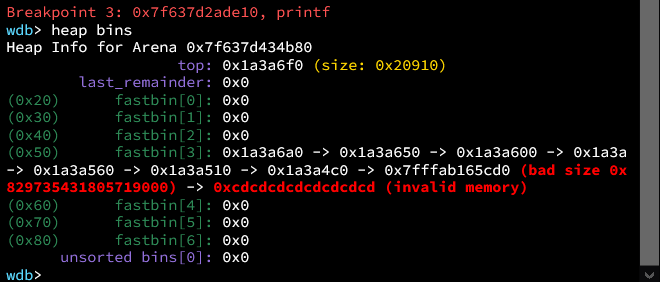 Breakpoint 3: 0x7f637d2ade10, printf
wdb> heap bins
Heap Info for Arena 0x7f637d434b80
top: 0x1a3a6f0 (size: 0x20910)
last_remainder: 0x0
(0x20) fastbin[0]: 0x0
(0x30) fastbin[1]: 0x0
(0x40) fastbin[2]: 0x0
(0x50) fastbin[3]: 0x1a3a6a0 -> 0x1a3a650 -> 0x1a3a600 -> 0x1a3a
-> 0x1a3a560 -> 0x1a3a510 -> 0x1a3a4c0 -> 0x7fffab165cd0 (bad size 0x
829735431805719000) -> 0xcdcdcdcdcdcdcdcd (invalid memory)
(0x60) fastbin[4]: 0x0
(0x70) fastbin[5]: 0x0
(0x80) fastbin[6]: 0x0
unsorted bins[0]: 0x0
wdb>